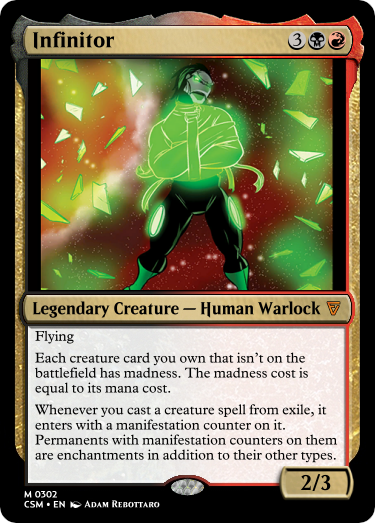 Infinitor 3
Legendary Creature — Human Warlock
Flying
Each creature card you own that isn't on the
battlefield has madness. The madness cost is
equal to its mana cost.
Whenever you cast a creature spell from exile, it
enters with a manifestation counter on it.
Permanents with manifestation counters on them
are enchantments in addition to their other types.
2/3
M 0302
CSM • EN Adam Rebottaro